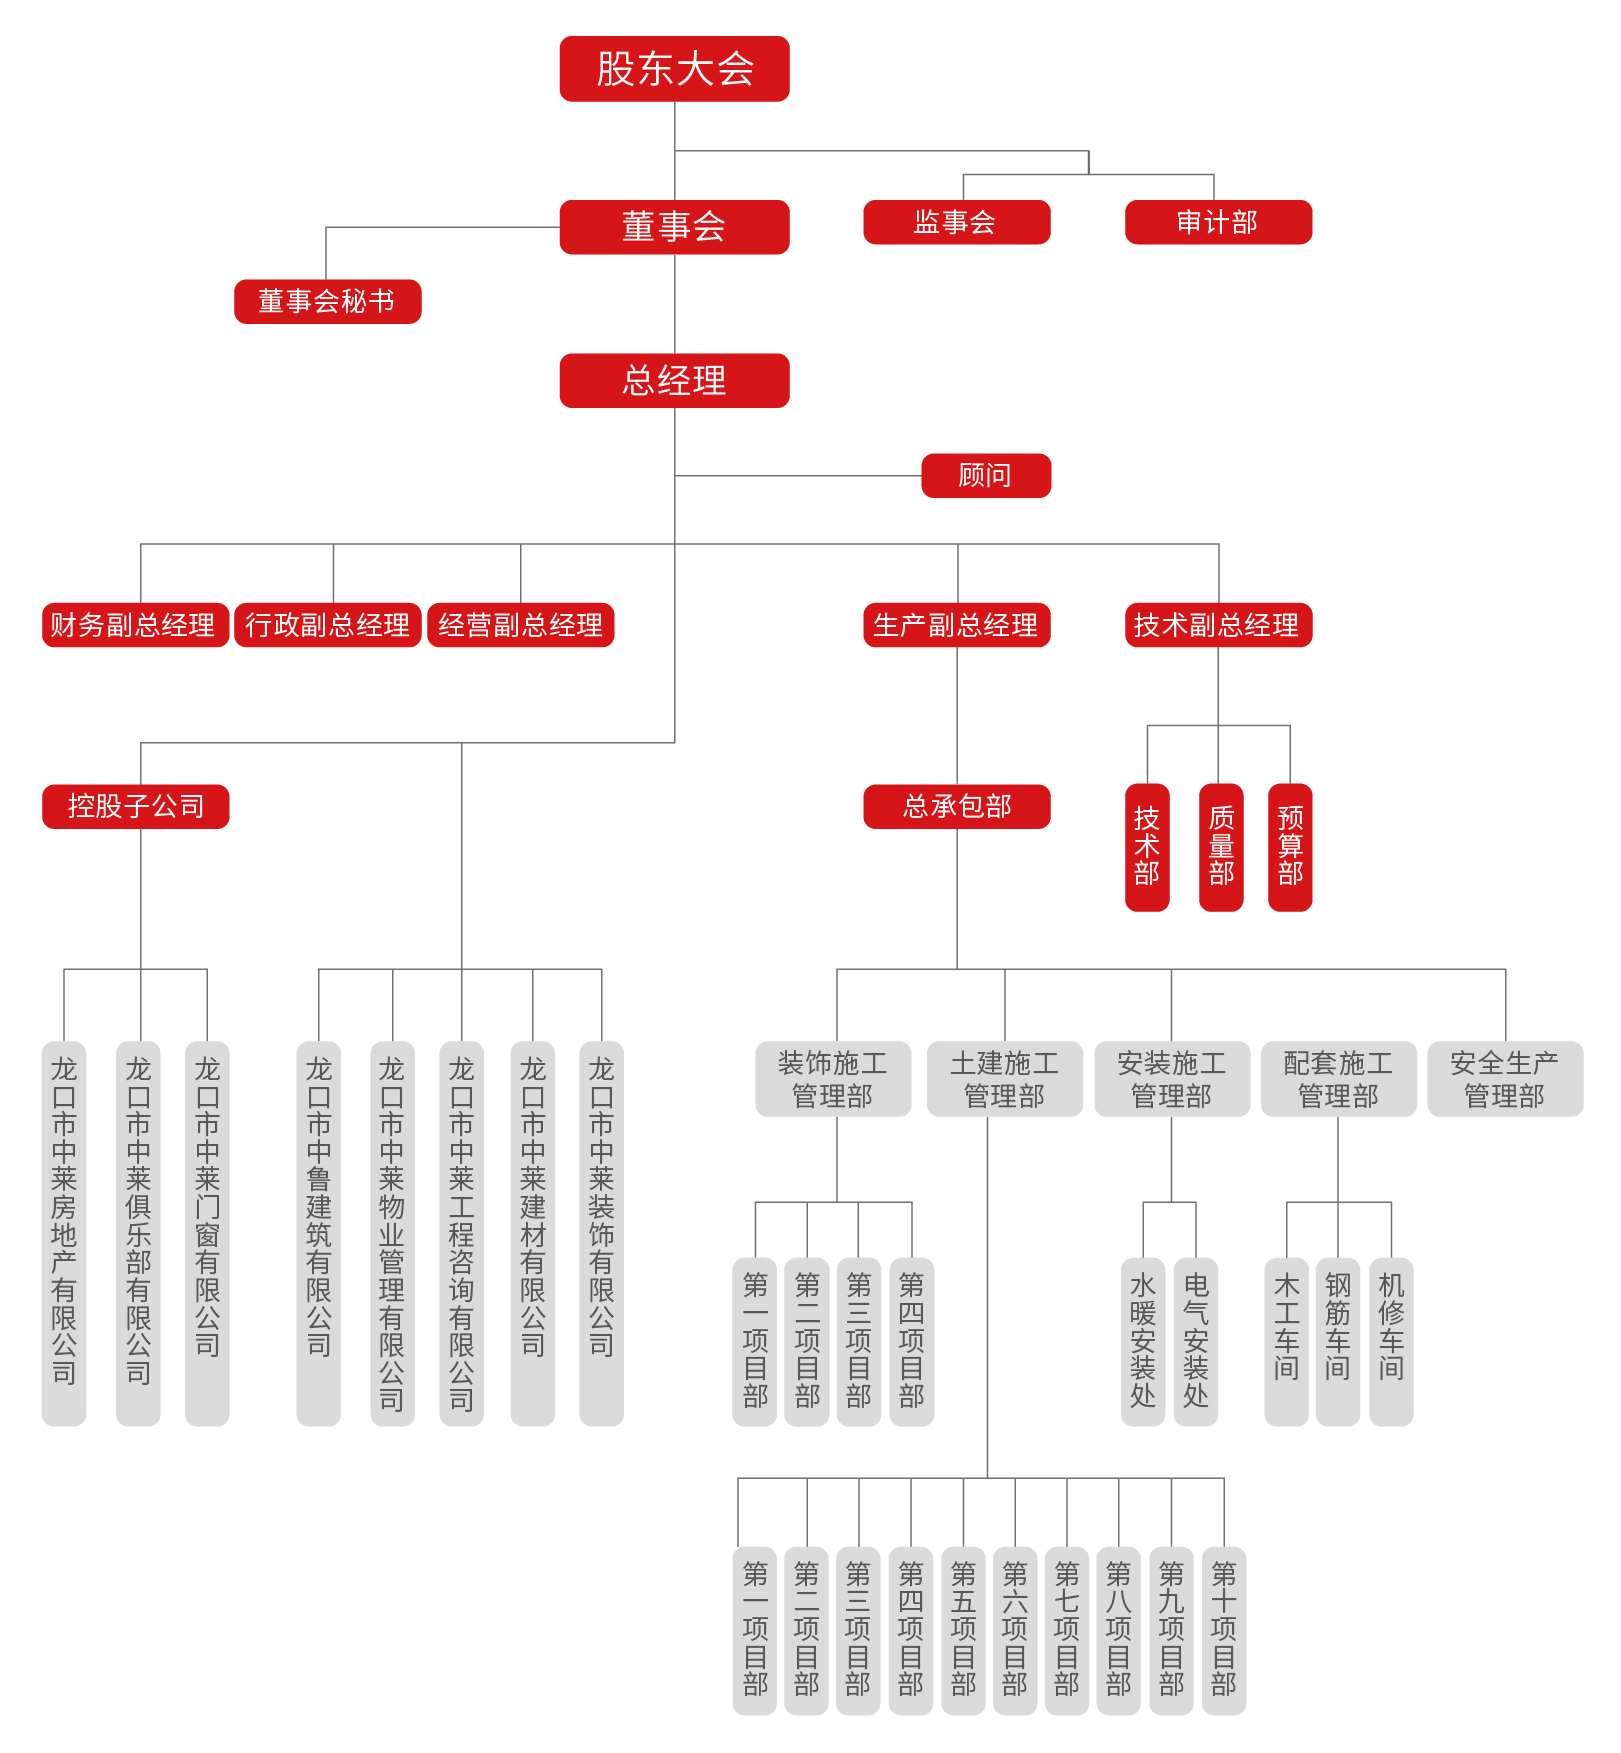 股东大会
董事会
监事会
审计部
董事会秘书
总经理
顾问
财务副总经理
行政副总经理
经营副总经理
生产副总经理
技术副总经理
控股子公司
总承包部
技术部
质量部
预算部
龙口市中莱房地产有限公司
龙口市中莱俱乐部有限公司
龙口市中莱门窗有限公司
龙口市中鲁建筑有限公司
龙口市中莱物业管理有限公司
龙口市中莱工程咨询有限公司
龙口市中莱建材有限公司
龙口市中莱装饰有限公司
装饰施工
管理部
土建施工
管理部
安装施工
管理部
配套施工
管理部
安全生产
管理部
第一项目部
第二项目部
第三项目部
第四项目部
水暖安装处
电气安装处
木工车间
钢筋车间
机修车间
第一项目部
第二项目部
第三项目部
第四项目部
第五项目部
第六项目部
第七项目部
第八项目部
第九项目部
第十项目部